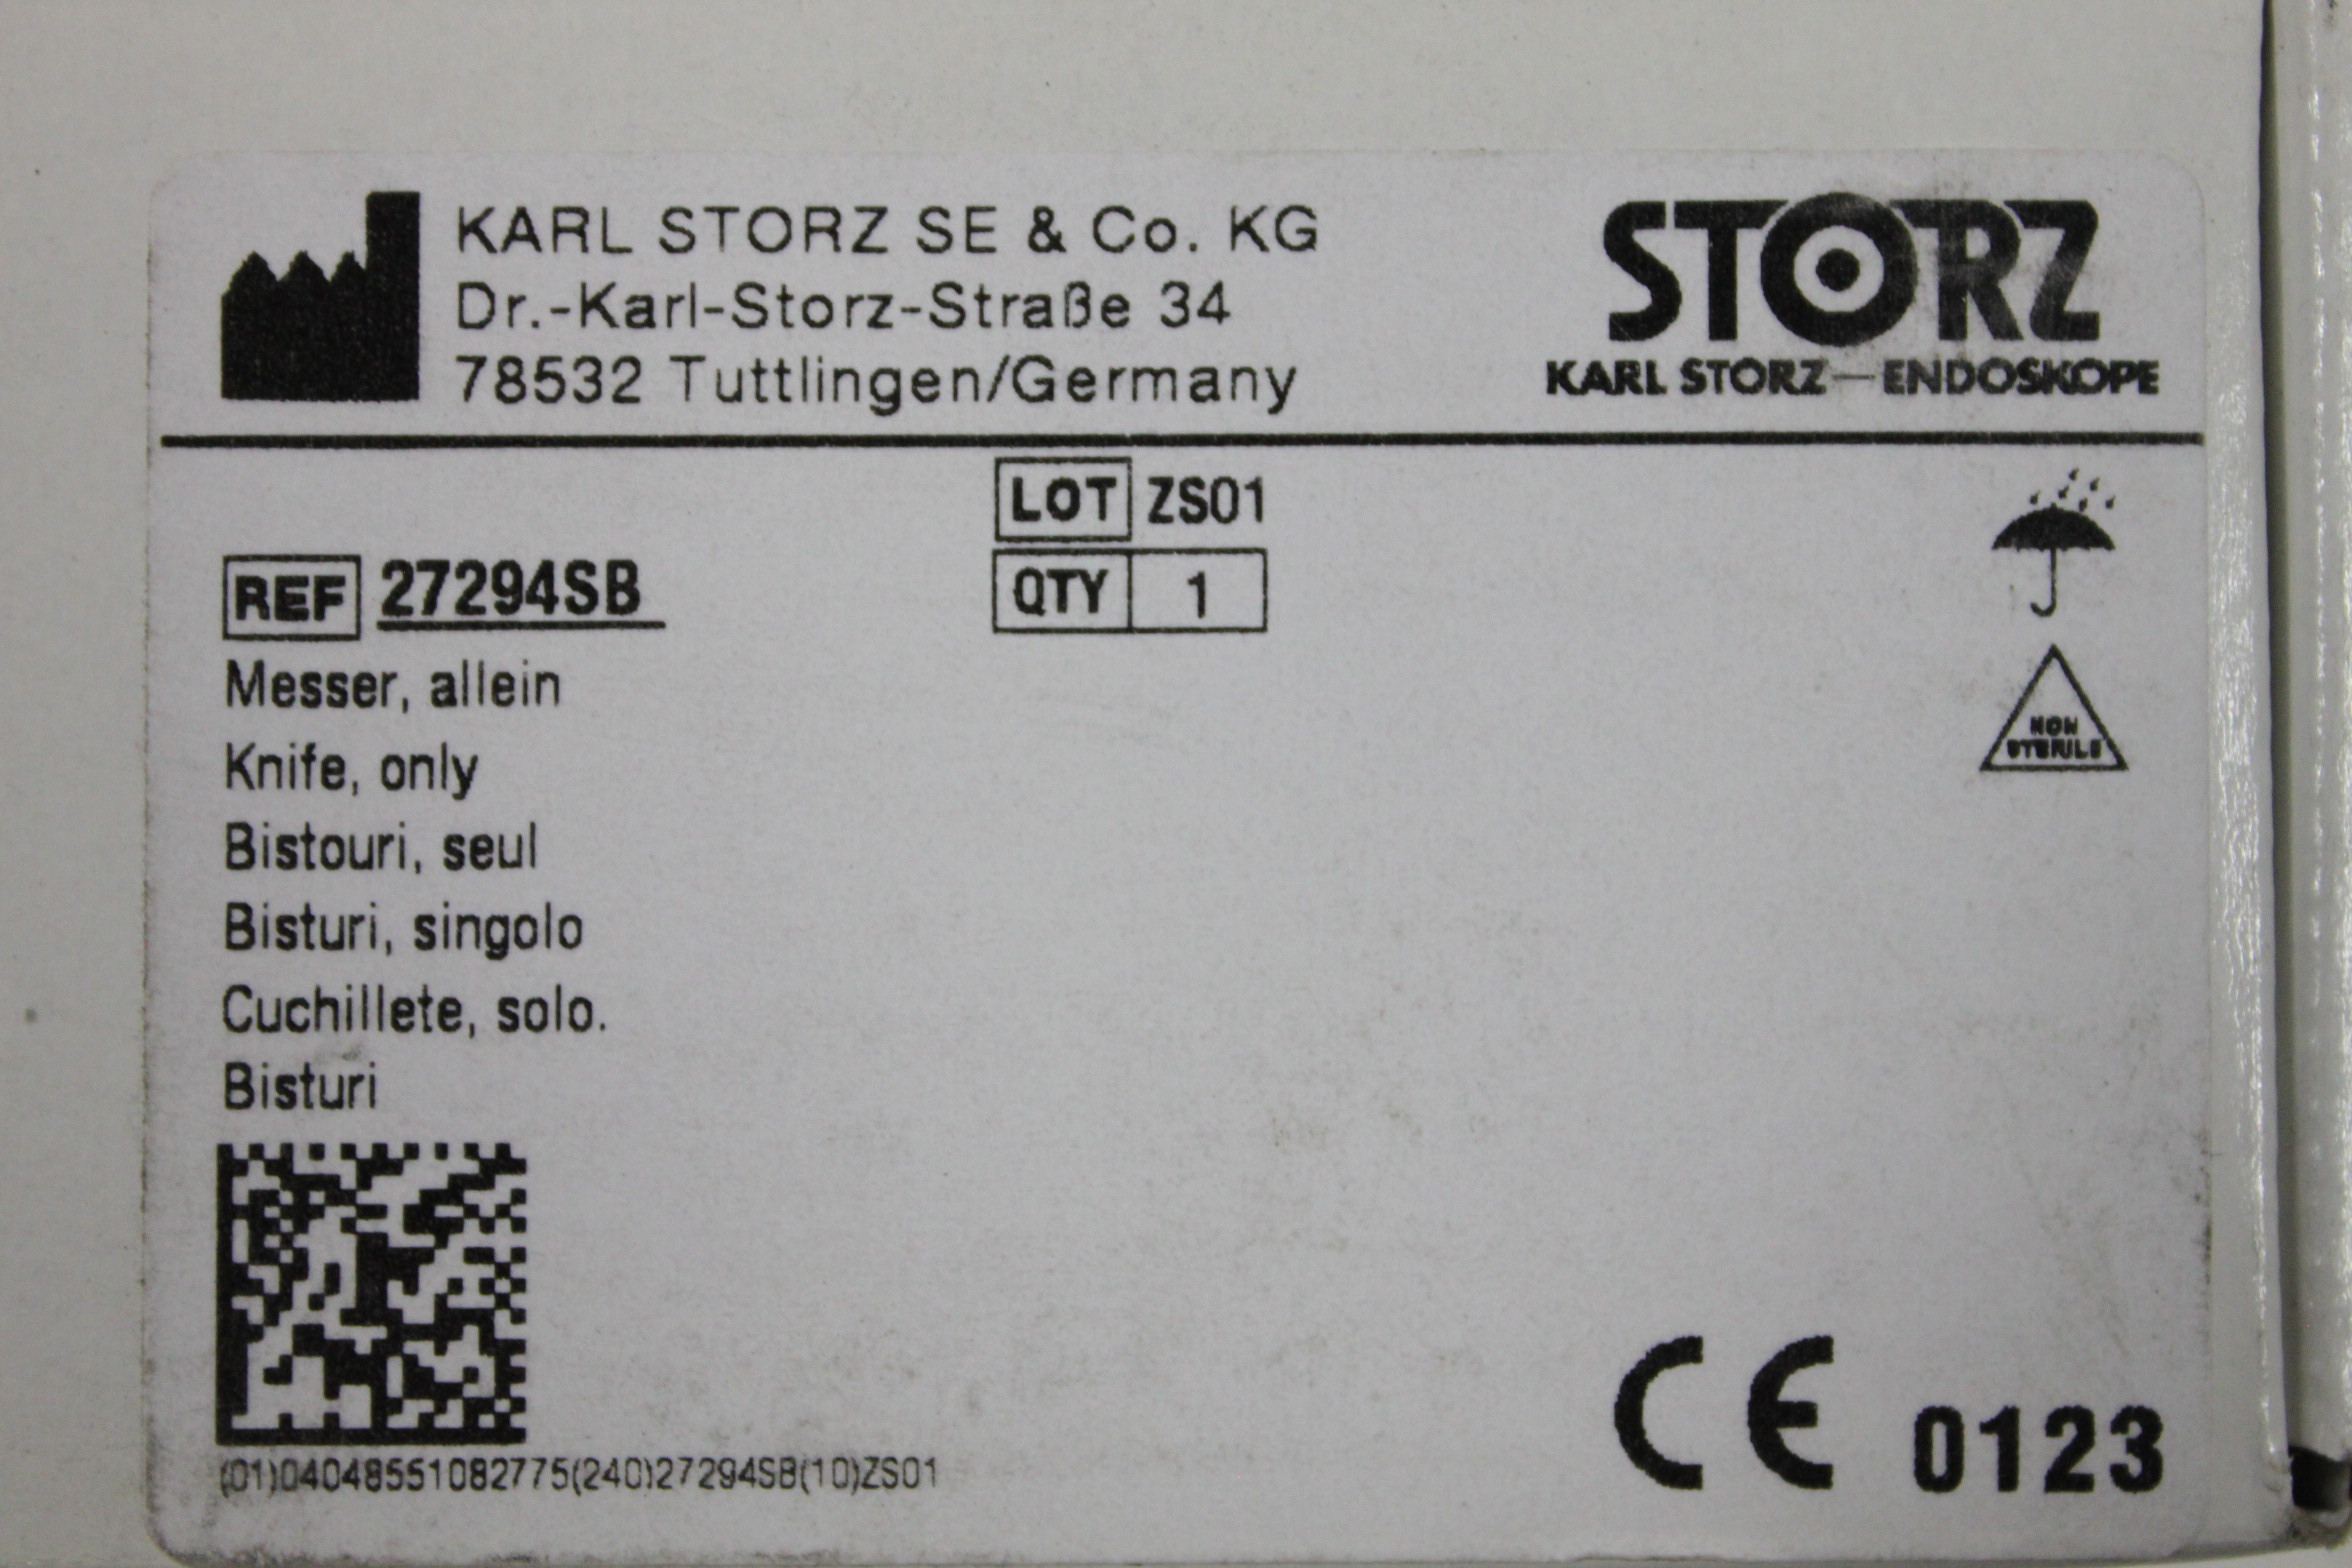 KARL STORZ SE & Co. KG
Dr.-Karl-Storz-Straße 34
78532 Tuttlingen/Germany
STORZ
KARL STORZ—ENDOSKOPE
LOT ZS01
REF 27294SB
QTY 1
Messer, allein
Knife, only
Bistouri, seul
Bisturi, singolo
Cuchillete, solo.
Bisturi
NON
STERILE
(01)04048551082775(240)27294SB(10)ZS01
CE 0123